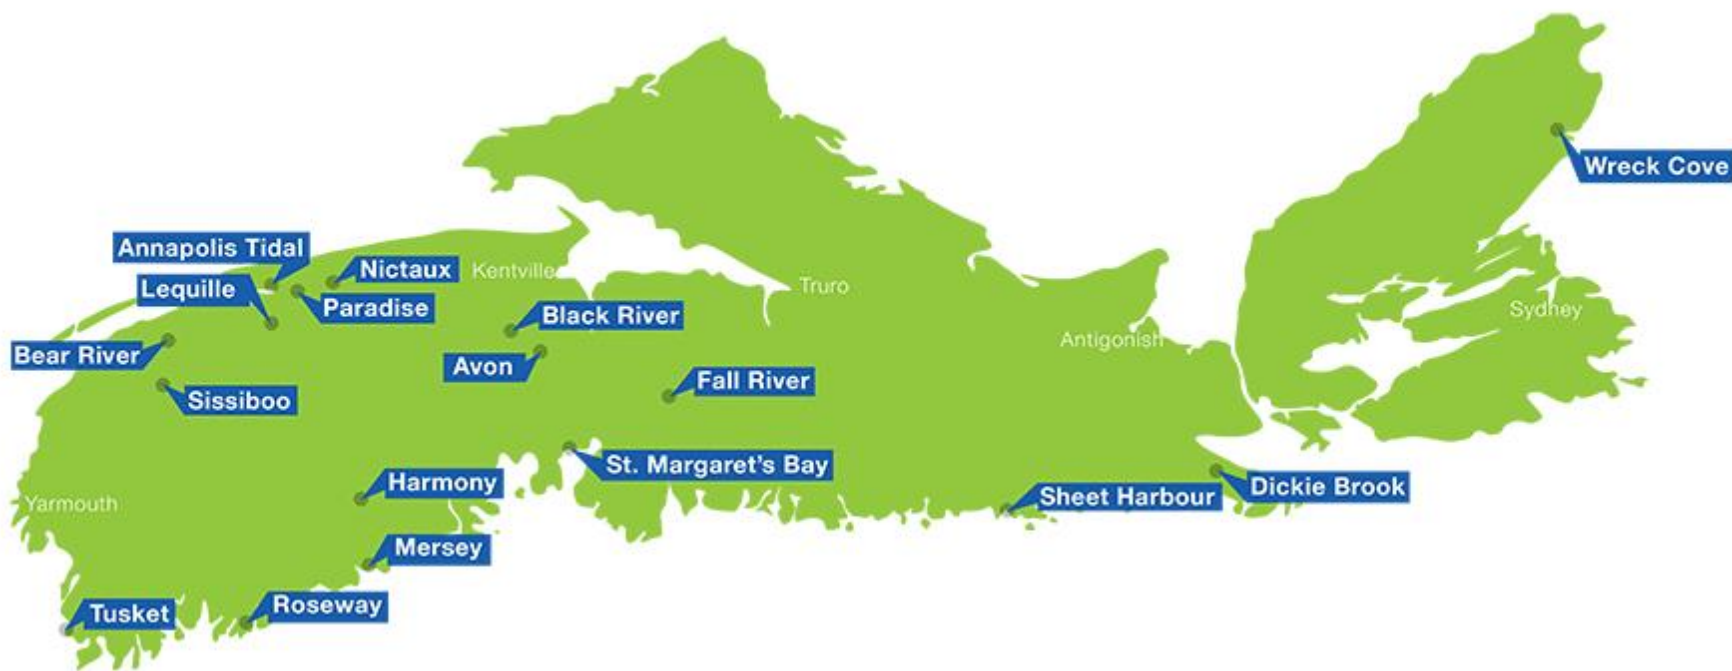 Wreck Cove
Annapolis Tidal
Nictaux
Kentville
Lequille
Paradise
Truro
Black River
Sydney
Bear River
Antigonish
Avon
Fall River
Sissiboo
St. Margaret's Bay
Harmony
Dickie Brook
Sheet Harbour
Yarmouth
Mersey
Roseway
Tusket